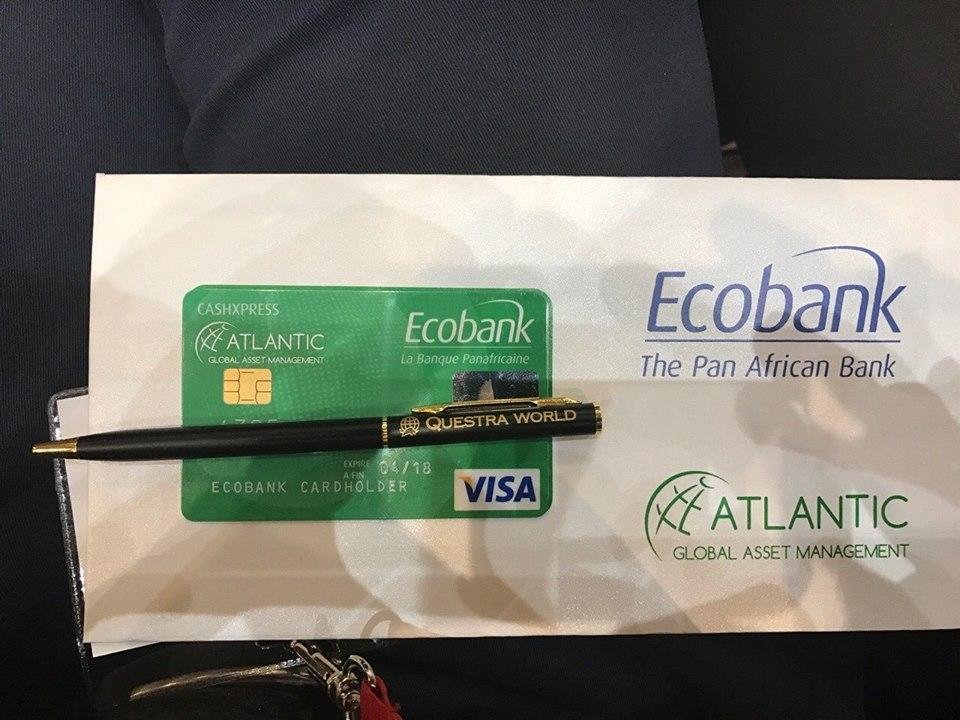 CASHXPRESS
ATLANTIC
GLOBAL ASSET MANAGEMENT
Ecobank
La Banque Panafricaine
QUESTRA WORLD
EXPIRE
A FIN
04/18
ECOBANK CARDHOLDER
VISA
Ecobank
The Pan African Bank
ATLANTIC
GLOBAL ASSET MANAGEMENT